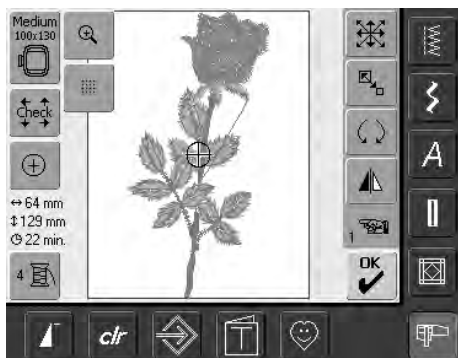 Medium
100x130
Check
↔ 64 mm
↕ 129 mm
22 min.
4
1
OK
A
clr
T